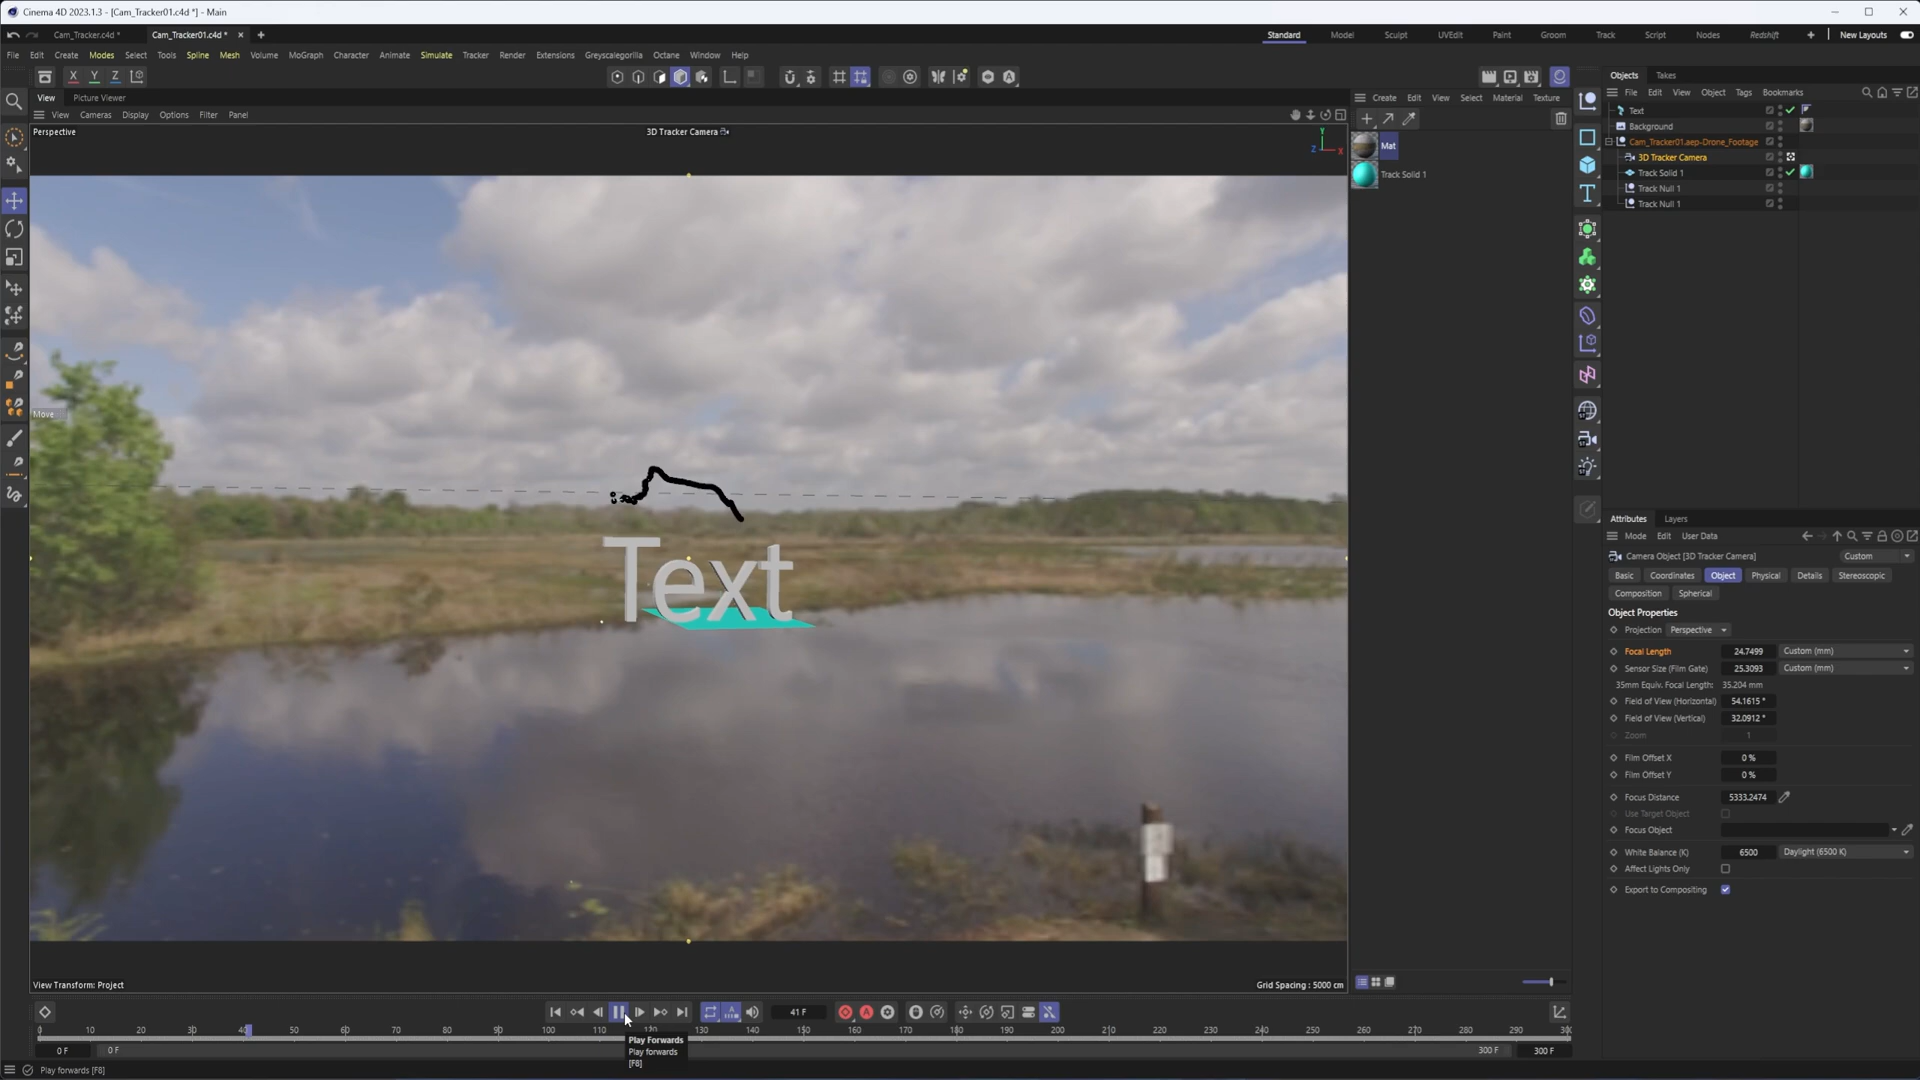 Cinema 4D 2023.1.3 - [Cam_Tracker01.c4d *] - Main
Cam_Tracker.c4d *
Cam_Tracker01.c4d *
Standard Model Sculpt UVEdit Paint Groom Track Script Nodes Redshift New Layouts
File Edit Create Modes Select Tools Spline Mesh Volume MoGraph Character Animate Simulate Tracker Render Extensions Greyscalegorilla Octane Window Help
X Y Z
View Picture Viewer
View Cameras Display Options Filter Panel
Perspective
3D Tracker Camera
Y
Z X
Move
Text
View Transform: Project
Grid Spacing : 5000 cm
Create Edit View Select Material Texture
Mat
Track Solid 1
Objects Takes
File Edit View Object Tags Bookmarks
Text
Background
Cam_Tracker01.aep-Drone_Footage
3D Tracker Camera
Track Solid 1
Track Null 1
Track Null 1
Attributes Layers
Mode Edit User Data
Camera Object [3D Tracker Camera]
Custom
Basic Coordinates Object Physical Details Stereoscopic
Composition Spherical
Object Properties
Projection Perspective
Focal Length 24.7499 Custom (mm)
Sensor Size (Film Gate) 25.3093 Custom (mm)
35mm Equiv. Focal Length: 35.204 mm
Field of View (Horizontal) 54.1615 °
Field of View (Vertical) 32.0912 °
Zoom 1
Film Offset X 0 %
Film Offset Y 0 %
Focus Distance 5333.2474
Use Target Object
Focus Object
White Balance (K) 6500 Daylight (6500 K)
Affect Lights Only
Export to Compositing
41 F
0 10 20 30 40 50 60 70 80 90 100 110 120 130 140 150 160 170 180 190 200 210 220 230 240 250 260 270 280 290 300
0 F 0 F 300 F 300 F
Play Forwards
Play forwards
[F8]
Play forwards [F8]